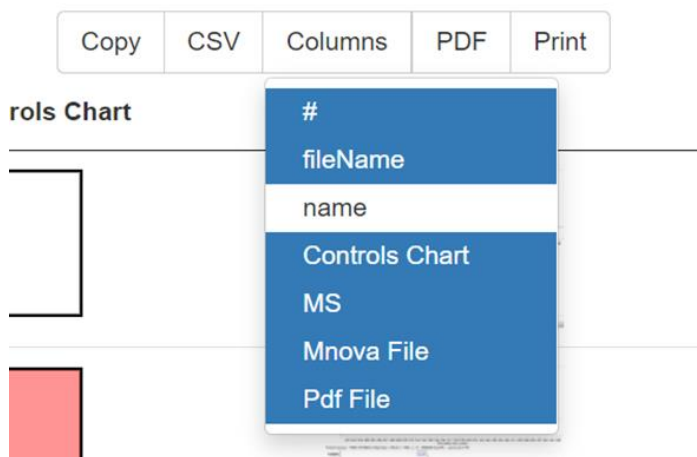 Copy CSV Columns PDF Print
rols Chart
#
fileName
name
Controls Chart
MS
Mnova File
Pdf File